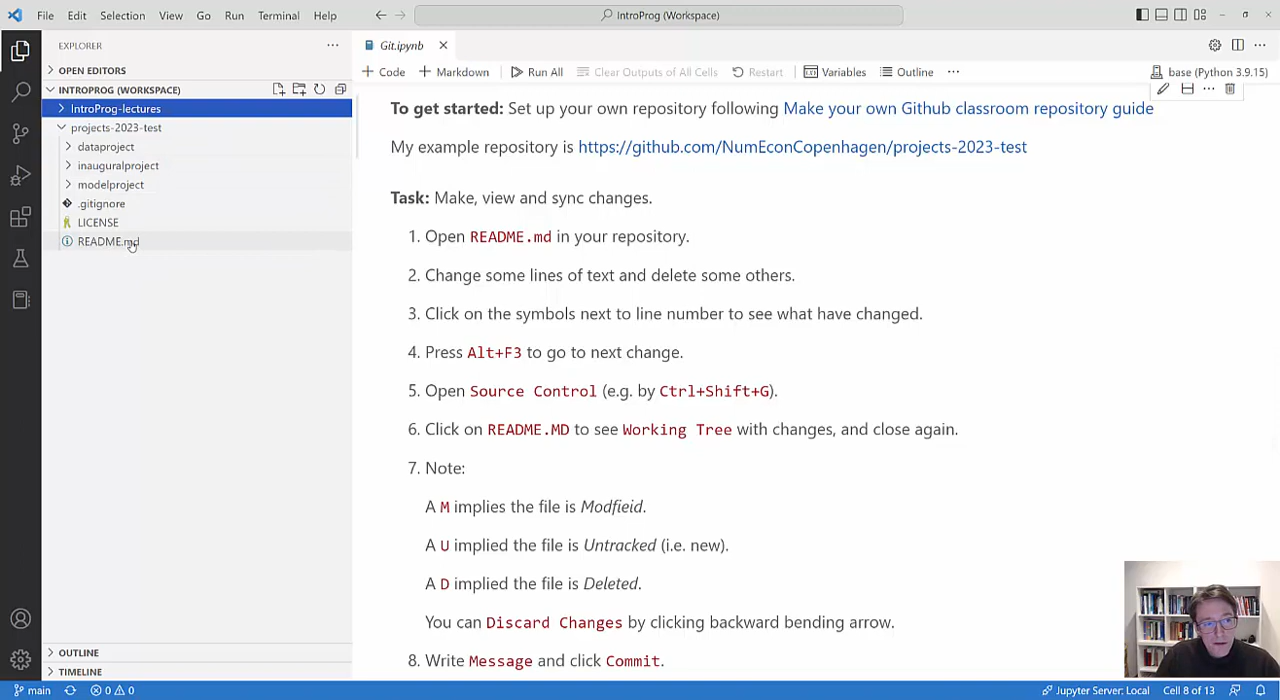 File Edit Selection View Go Run Terminal Help IntroProg (Workspace)
EXPLORER
OPEN EDITORS
INTROPROG (WORKSPACE)
IntroProg-lectures
projects-2023-test
dataproject
inauguralproject
modelproject
.gitignore
LICENSE
README.md
OUTLINE
TIMELINE
Git.ipynb
Code Markdown Run All Clear Outputs of All Cells Restart Variables Outline base (Python 3.9.15)
To get started: Set up your own repository following Make your own Github classroom repository guide
My example repository is https://github.com/NumEconCopenhagen/projects-2023-test
Task: Make, view and sync changes.
1. Open README.md in your repository.
2. Change some lines of text and delete some others.
3. Click on the symbols next to line number to see what have changed.
4. Press Alt+F3 to go to next change.
5. Open Source Control (e.g. by Ctrl+Shift+G).
6. Click on README.MD to see Working Tree with changes, and close again.
7. Note:
A M implies the file is Modfieid.
A U implied the file is Untracked (i.e. new).
A D implied the file is Deleted.
You can Discard Changes by clicking backward bending arrow.
8. Write Message and click Commit.
main 0 0 Jupyter Server: Local Cell 8 of 13